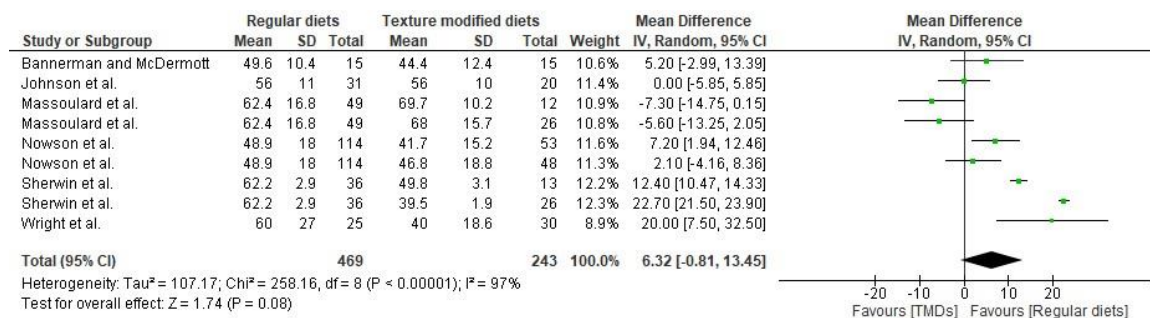 Regular diets Texture modified diets Mean Difference Mean Difference
Study or Subgroup Mean SD Total Mean SD Total Weight IV, Random, 95% CI IV, Random, 95% CI
Bannerman and McDermott 49.6 10.4 15 44.4 12.4 15 10.6% 5.20 [-2.99, 13.39]
Johnson et al. 56 11 31 56 10 20 11.4% 0.00 [-5.85, 5.85]
Massoulard et al. 62.4 16.8 49 69.7 10.2 12 10.9% -7.30 [-14.75, 0.15]
Massoulard et al. 62.4 16.8 49 68 15.7 26 10.8% -5.60 [-13.25, 2.05]
Nowson et al. 48.9 18 114 41.7 15.2 53 11.6% 7.20 [1.94, 12.46]
Nowson et al. 48.9 18 114 46.8 18.8 48 11.3% 2.10 [-4.16, 8.36]
Sherwin et al. 62.2 2.9 36 49.8 3.1 13 12.2% 12.40 [10.47, 14.33]
Sherwin et al. 62.2 2.9 36 39.5 1.9 26 12.3% 22.70 [21.50, 23.90]
Wright et al. 60 27 25 40 18.6 30 8.9% 20.00 [7.50, 32.50]
Total (95% CI) 469 243 100.0% 6.32 [-0.81, 13.45]
Heterogeneity: Tau² = 107.17; Chi² = 258.16, df = 8 (P < 0.00001); I² = 97%
Test for overall effect: Z = 1.74 (P = 0.08)
-20 -10 0 10 20
Favours [TMDs] Favours [Regular diets]